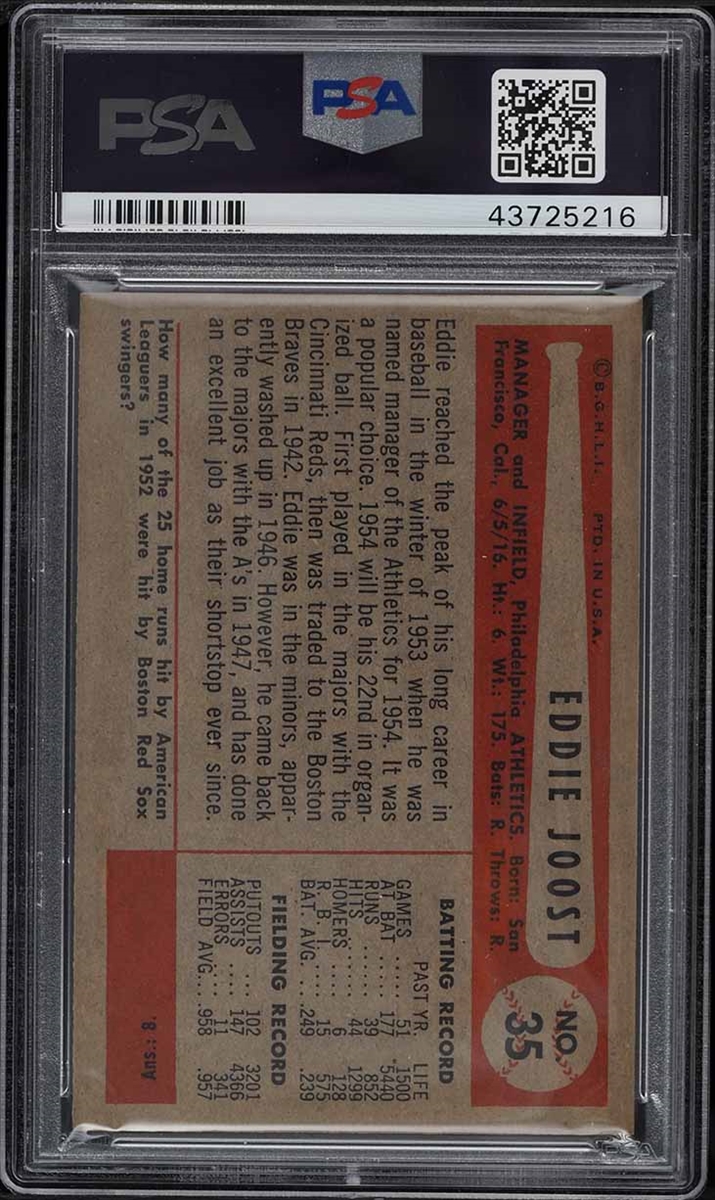 PSA
PSA
43725216
©B.G.H.L.I. PTD. IN U.S.A.
EDDIE JOOST
NO. 35
MANAGER and INFIELD, Philadelphia ATHLETICS. Born: San
Francisco, Cal., 6/5/16. Ht.: 6. Wt.: 175. Bats: R. Throws: R.
Eddie reached the peak of his long career in
baseball in the winter of 1953 when he was
named manager of the Athletics for 1954. It was
a popular choice. 1954 will be his 22nd in organ-
ized ball. First played in the majors with the
Cincinnati Reds, then was traded to the Boston
Braves in 1942. Eddie was in the minors, appar-
ently washed up in 1946. However, he came back
to the majors with the A's in 1947, and has done
an excellent job as their shortstop ever since.
BATTING RECORD
PAST YR. LIFE
GAMES ..... 51 1500
AT BAT .... 177 5440
RUNS ...... 39 852
HITS ...... 44 1299
HOMERS .... 6 128
R. B. I. .... 15 575
BAT. AVG. ... .249 .239
FIELDING RECORD
PUTOUTS ... 102 3201
ASSISTS .... 147 4366
ERRORS .... 11 341
FIELD AVG... .958 .957
How many of the 25 home runs hit by American
Leaguers in 1952 were hit by Boston Red Sox
swingers?
Ans.: 8.
PSA